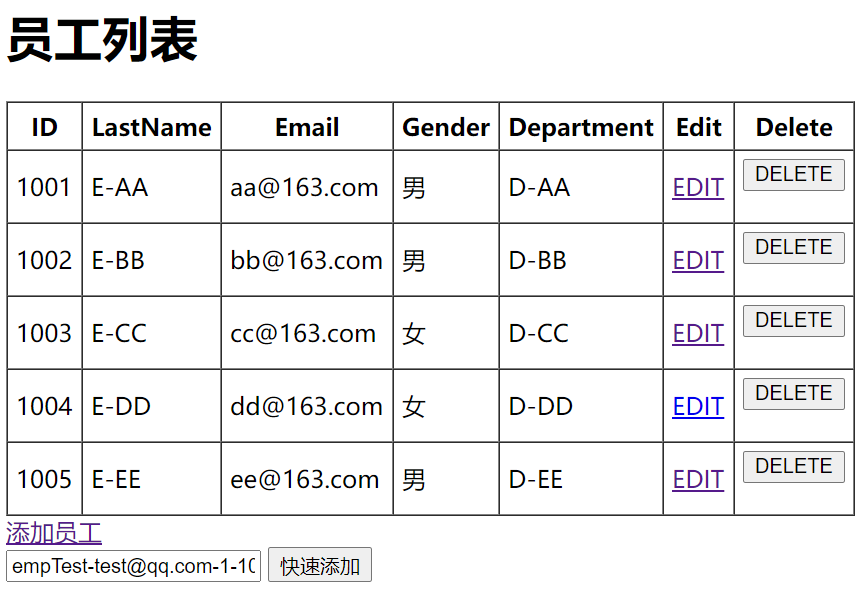 员工列表
ID LastName Email Gender Department Edit Delete
1001 E-AA aa@163.com 男 D-AA EDIT DELETE
1002 E-BB bb@163.com 男 D-BB EDIT DELETE
1003 E-CC cc@163.com 女 D-CC EDIT DELETE
1004 E-DD dd@163.com 女 D-DD EDIT DELETE
1005 E-EE ee@163.com 男 D-EE EDIT DELETE
添加员工
empTest-test@qq.com-1-10 快速添加